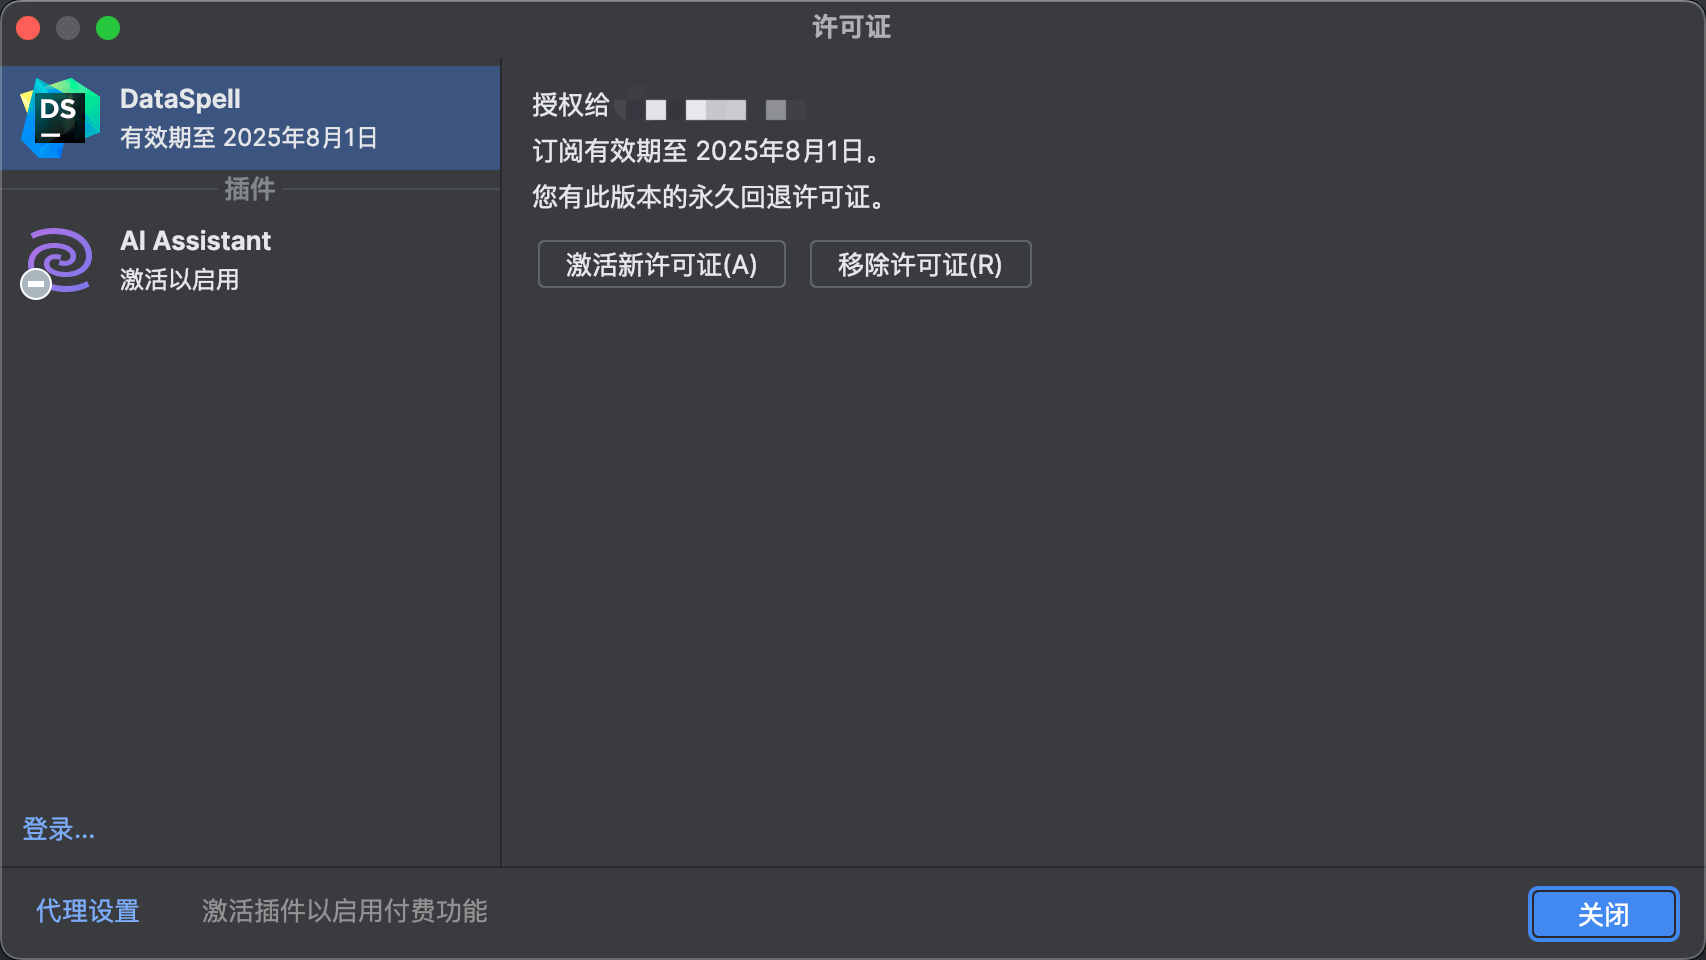 许可证
DS
DataSpell
有效期至 2025年8月1日
插件
AI Assistant
激活以启用
登录...
授权给
订阅有效期至 2025年8月1日。
您有此版本的永久回退许可证。
激活新许可证(A)
移除许可证(R)
代理设置
激活插件以启用付费功能
关闭